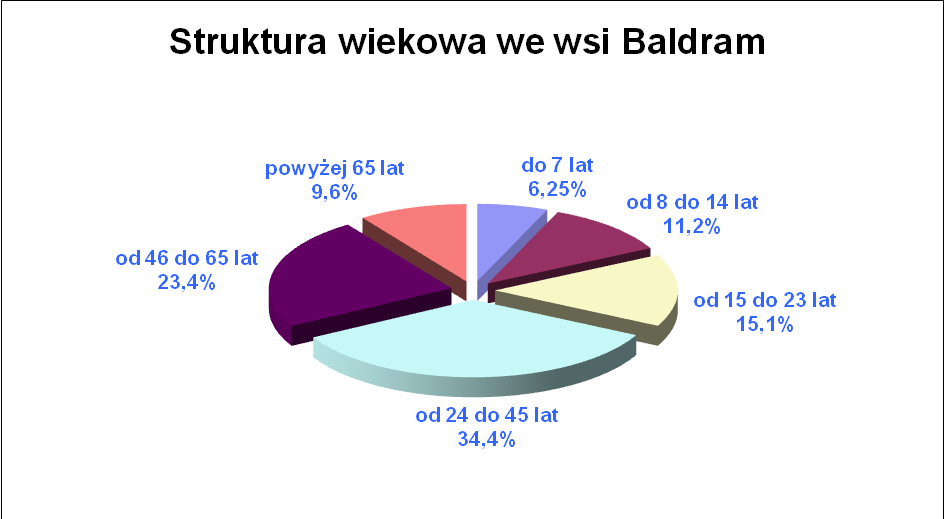 Struktura wiekowa we wsi Baldram
do 7 lat
6,25%
od 8 do 14 lat
11,2%
od 15 do 23 lat
15,1%
od 24 do 45 lat
34,4%
od 46 do 65 lat
23,4%
powyżej 65 lat
9,6%